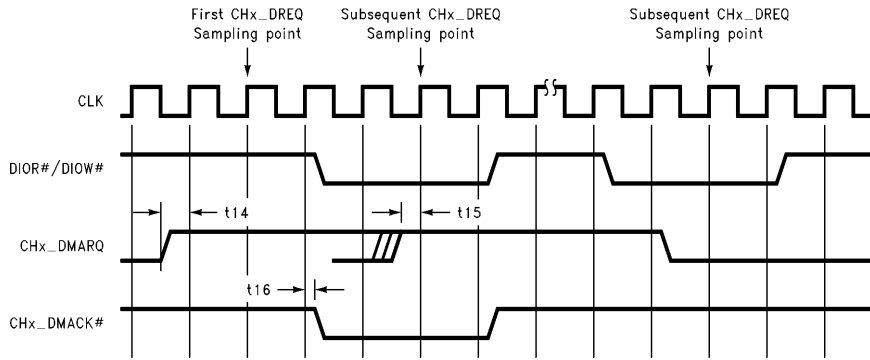 First CHx_DREQ
Sampling point
Subsequent CHx_DREQ
Sampling point
Subsequent CHx_DREQ
Sampling point
CLK
DIOR#/DIOW#
t14
t15
CHx_DMARQ
t16
CHx_DMACK#